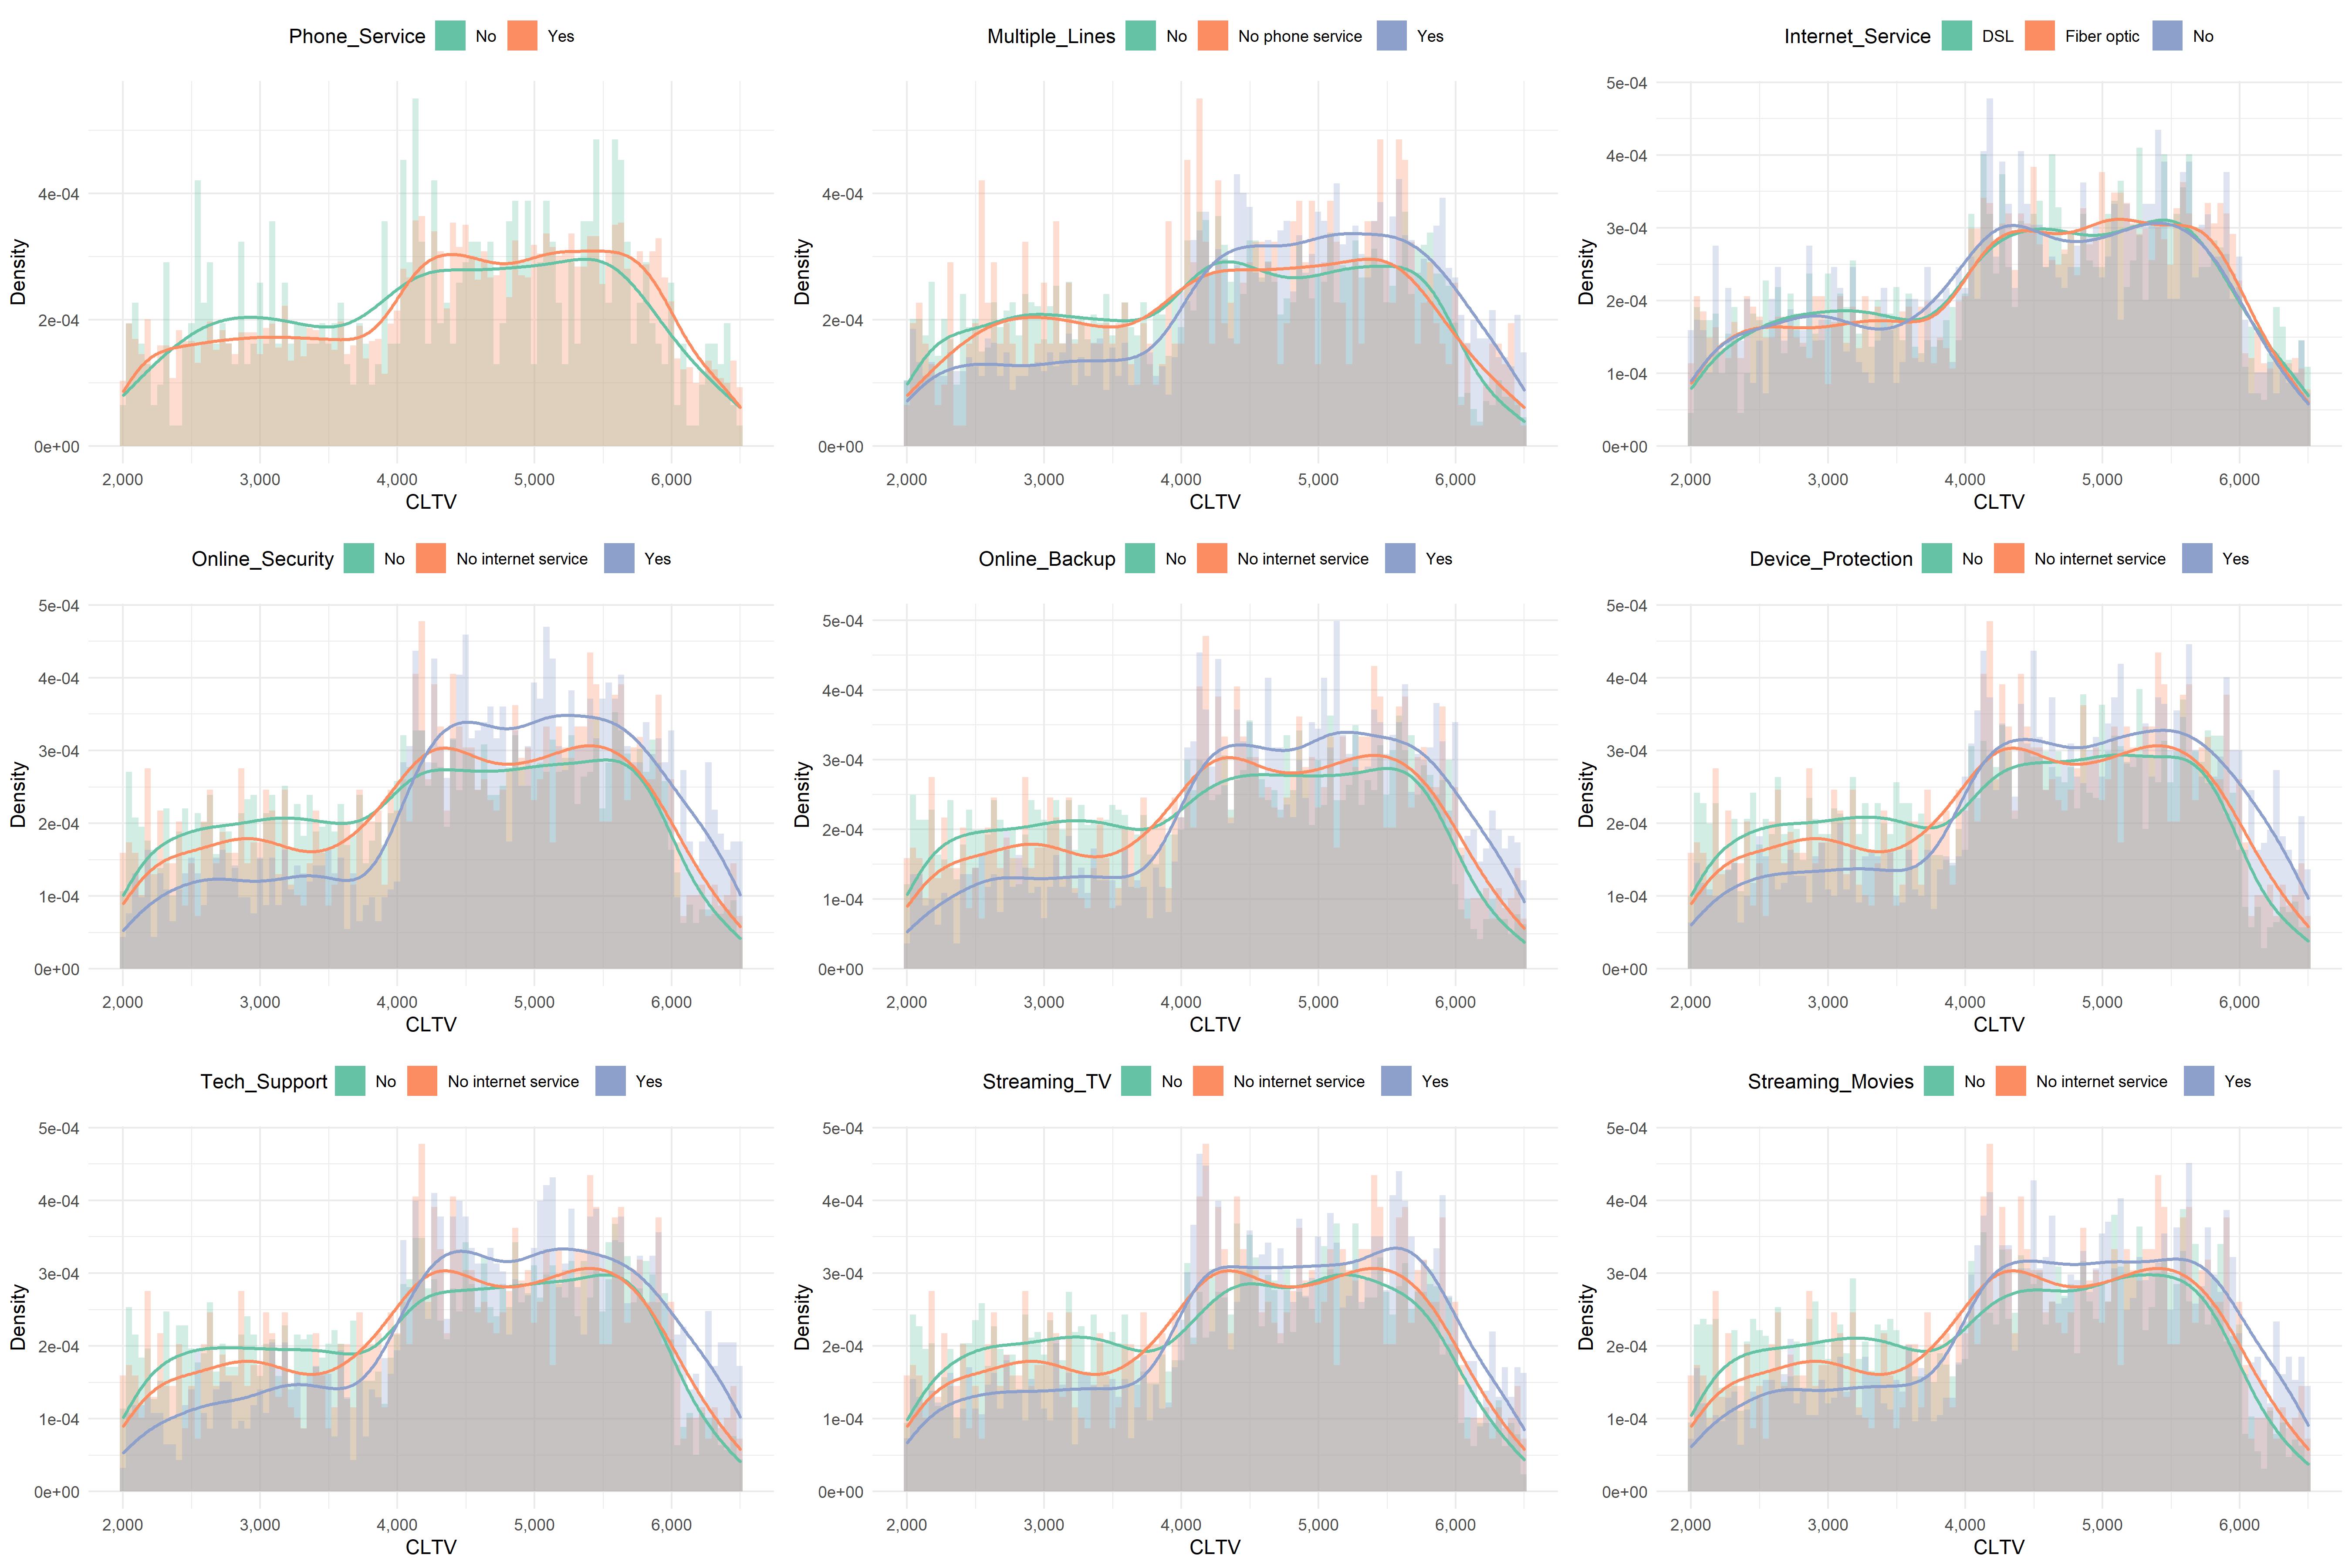 Phone_Service No Yes
Density
4e-04
2e-04
0e+00
2,000 3,000 4,000 5,000 6,000
CLTV
Multiple_Lines No No phone service Yes
Density
4e-04
2e-04
0e+00
2,000 3,000 4,000 5,000 6,000
CLTV
Internet_Service DSL Fiber optic No
Density
5e-04
4e-04
3e-04
2e-04
1e-04
0e+00
2,000 3,000 4,000 5,000 6,000
CLTV
Online_Security No No internet service Yes
Density
5e-04
4e-04
3e-04
2e-04
1e-04
0e+00
2,000 3,000 4,000 5,000 6,000
CLTV
Online_Backup No No internet service Yes
Density
5e-04
4e-04
3e-04
2e-04
1e-04
0e+00
2,000 3,000 4,000 5,000 6,000
CLTV
Device_Protection No No internet service Yes
Density
5e-04
4e-04
3e-04
2e-04
1e-04
0e+00
2,000 3,000 4,000 5,000 6,000
CLTV
Tech_Support No No internet service Yes
Density
5e-04
4e-04
3e-04
2e-04
1e-04
0e+00
2,000 3,000 4,000 5,000 6,000
CLTV
Streaming_TV No No internet service Yes
Density
5e-04
4e-04
3e-04
2e-04
1e-04
0e+00
2,000 3,000 4,000 5,000 6,000
CLTV
Streaming_Movies No No internet service Yes
Density
5e-04
4e-04
3e-04
2e-04
1e-04
0e+00
2,000 3,000 4,000 5,000 6,000
CLTV